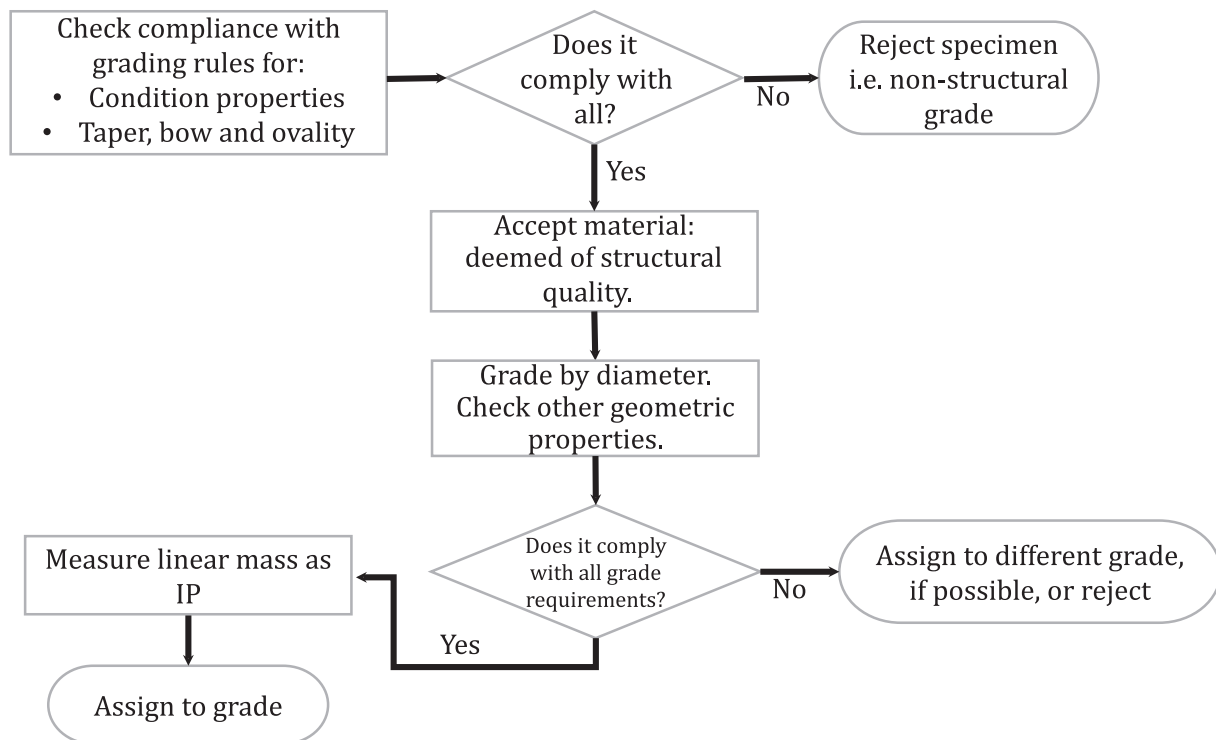 Check compliance with
grading rules for:
• Condition properties
• Taper, bow and ovality
Does it
comply with
all?
No
Reject specimen
i.e. non-structural
grade
Yes
Accept material:
deemed of structural
quality.
Grade by diameter.
Check other geometric
properties.
Does it comply
with all grade
requirements?
No
Assign to different grade,
if possible, or reject
Yes
Measure linear mass as
IP
Assign to grade